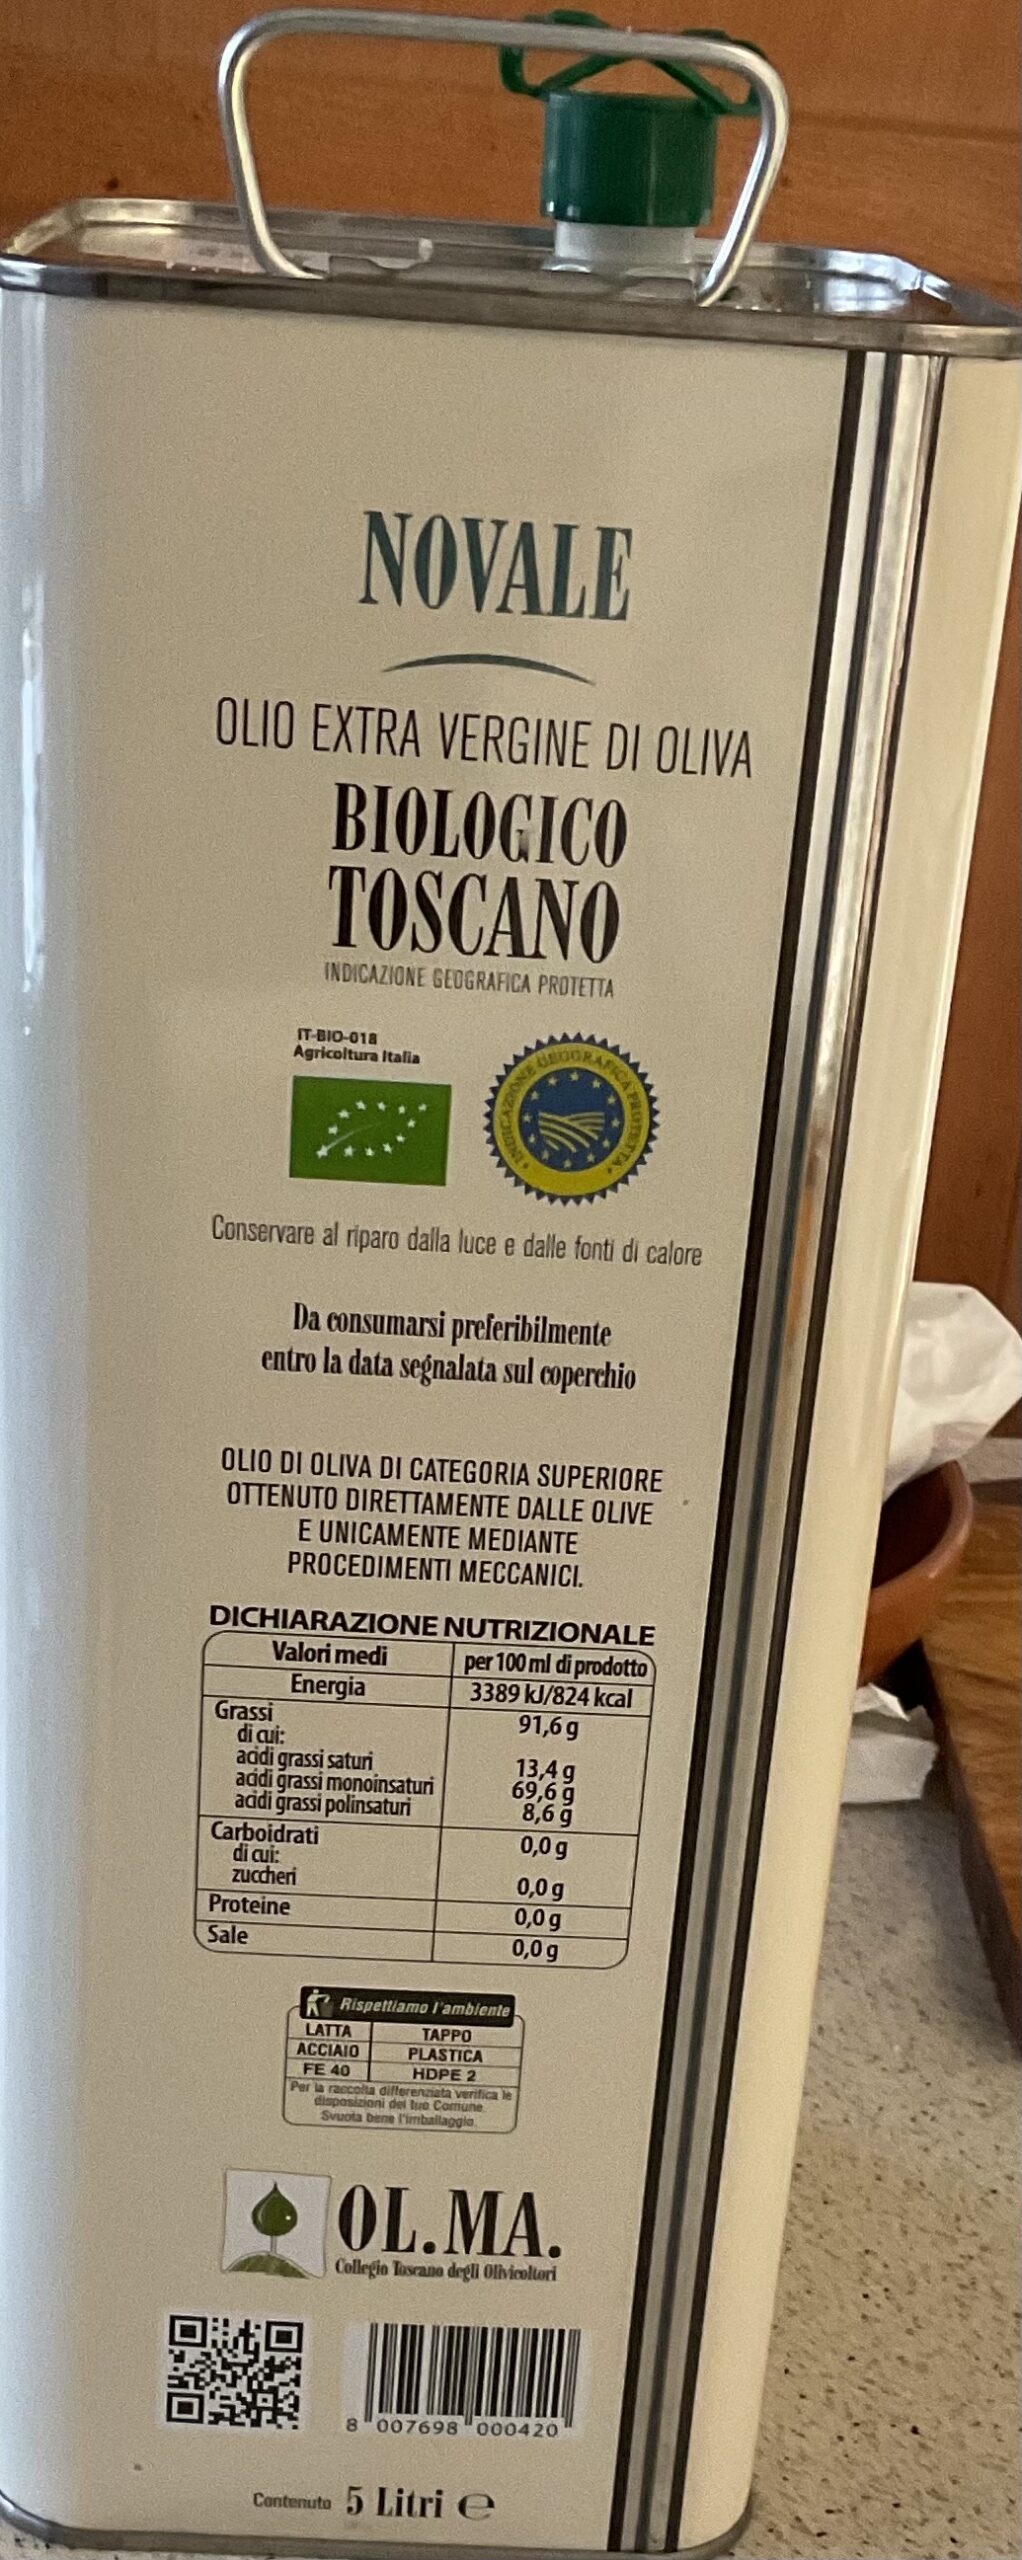 NOVALE
OLIO EXTRA VERGINE DI OLIVA
BIOLOGICO
TOSCANO
INDICAZIONE GEOGRAFICA PROTETTA
IT-BIO-018
Agricoltura Italia
INDICAZIONE GEOGRAFICA PROTETTA
Conservare al riparo dalla luce e dalle fonti di calore
Da consumarsi preferibilmente
entro la data segnalata sul coperchio
OLIO DI OLIVA DI CATEGORIA SUPERIORE
OTTENUTO DIRETTAMENTE DALLE OLIVE
E UNICAMENTE MEDIANTE
PROCEDIMENTI MECCANICI.
DICHIARAZIONE NUTRIZIONALE
Valori medi per 100 ml di prodotto
Energia 3389 kJ/824 kcal
Grassi 91,6 g
di cui:
acidi grassi saturi 13,4 g
acidi grassi monoinsaturi 69,6 g
acidi grassi polinsaturi 8,6 g
Carboidrati 0,0 g
di cui:
zuccheri 0,0 g
Proteine 0,0 g
Sale 0,0 g
Rispettiamo l'ambiente
LATTA TAPPO
ACCIAIO PLASTICA
FE 40 HDPE 2
Per la raccolta differenziata verifica le
disposizioni del tuo Comune.
Svuota bene l'imballaggio.
OL.MA.
Collegio Toscano degli Olivicoltori
8 007698 000420
Contenuto 5 Litri e